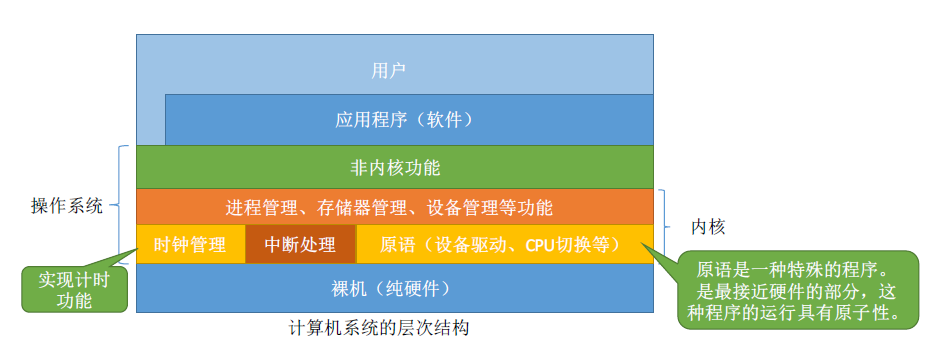 用户
应用程序（软件）
非内核功能
操作系统
进程管理、存储器管理、设备管理等功能
内核
时钟管理
中断处理
原语（设备驱动、CPU切换等）
实现计时
功能
裸机（纯硬件）
原语是一种特殊的程序。
是最接近硬件的部分，这
种程序的运行具有原子性。
计算机系统的层次结构